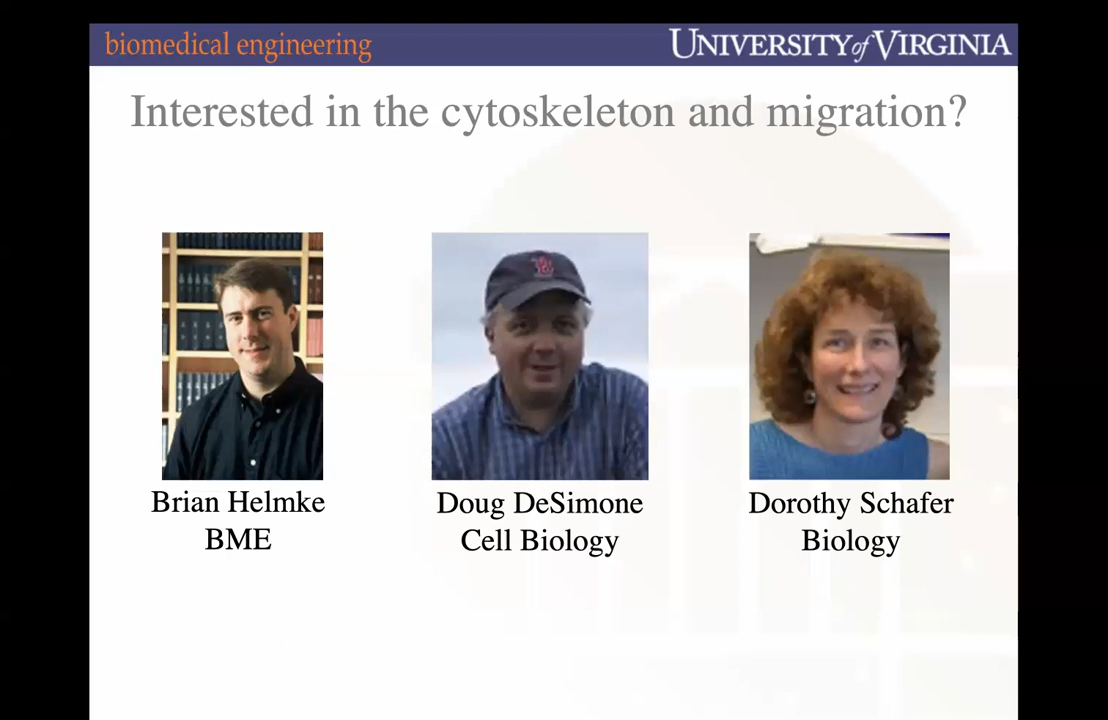 biomedical engineering
UNIVERSITY of VIRGINIA
Interested in the cytoskeleton and migration?
Brian Helmke
BME
Doug DeSimone
Cell Biology
Dorothy Schafer
Biology
B